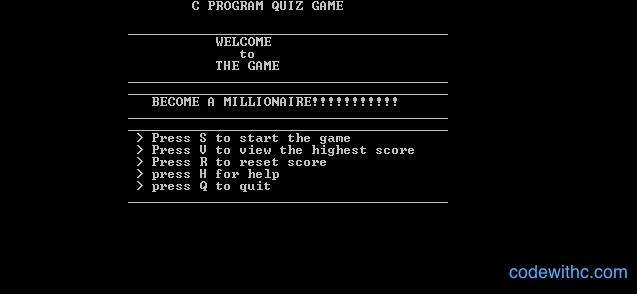 C PROGRAM QUIZ GAME
WELCOME
to
THE GAME
BECOME A MILLIONAIRE!!!!!!!!!!!
> Press S to start the game
> Press V to view the highest score
> Press R to reset score
> press H for help
> press Q to quit
codewithc.com